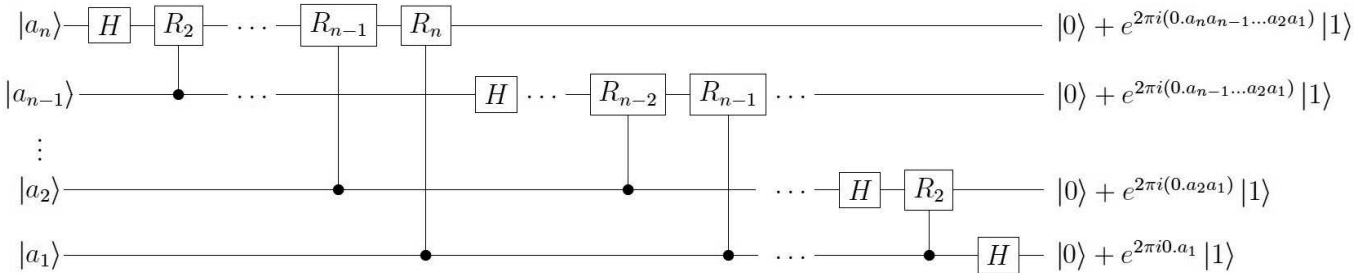 |a_n⟩ H R_2 ··· R_{n−1} R_n |0⟩ + e^{2πi(0.a_n a_{n−1}...a_2 a_1)} |1⟩
|a_{n−1}⟩ ··· H ··· R_{n−2} R_{n−1} ··· |0⟩ + e^{2πi(0.a_{n−1}...a_2 a_1)} |1⟩
⋮
|a_2⟩ ··· H R_2 |0⟩ + e^{2πi(0.a_2 a_1)} |1⟩
|a_1⟩ ··· H |0⟩ + e^{2πi0.a_1} |1⟩